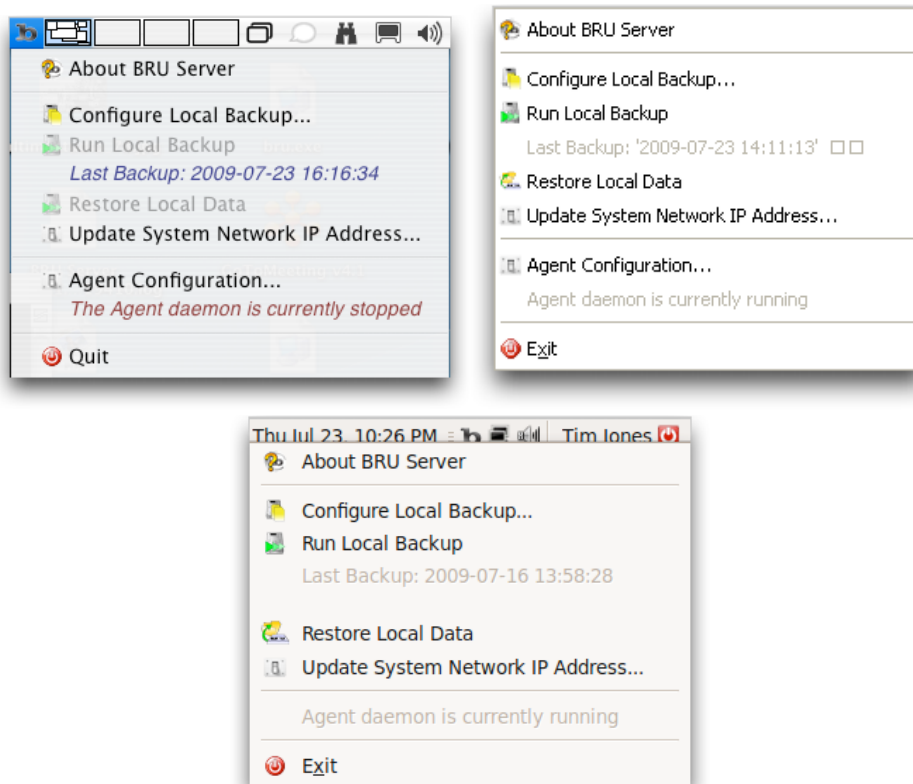 About BRU Server
Configure Local Backup...
Run Local Backup
Last Backup: 2009-07-23 16:16:34
Restore Local Data
Update System Network IP Address...
Agent Configuration...
The Agent daemon is currently stopped
Quit
About BRU Server
Configure Local Backup...
Run Local Backup
Last Backup: '2009-07-23 14:11:13' □□
Restore Local Data
Update System Network IP Address...
Agent Configuration...
Agent daemon is currently running
Exit
Thu Jul 23, 10:26 PM Tim Jones
About BRU Server
Configure Local Backup...
Run Local Backup
Last Backup: 2009-07-16 13:58:28
Restore Local Data
Update System Network IP Address...
Agent daemon is currently running
Exit